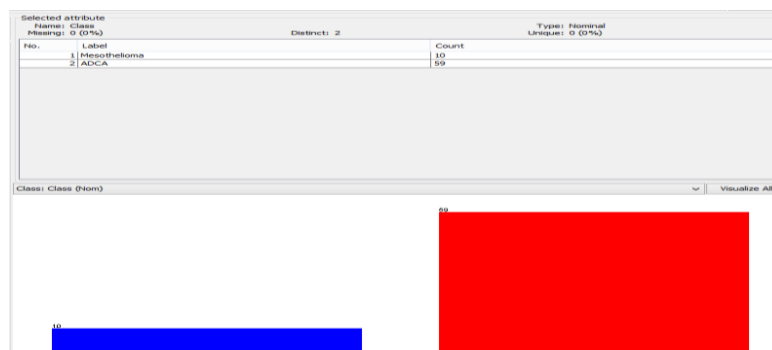 Selected attribute
Name: Class Type: Nominal
Missing: 0 (0%) Distinct: 2 Unique: 0 (0%)
No. Label Count
1 Mesothelioma 10
2 ADCA 59
Class: Class (Nom) Visualize All
59
10